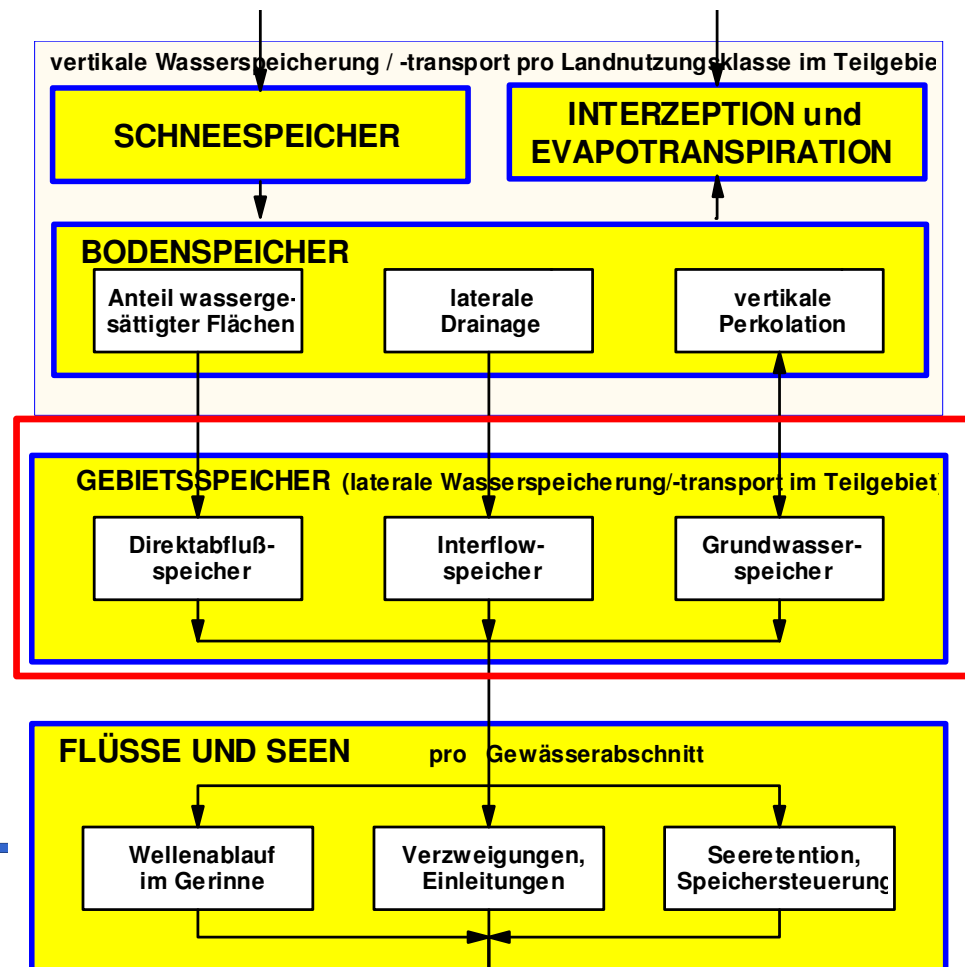 vertikale Wasserspeicherung / -transport pro Landnutzungsklasse im Teilgebie
SCHNEESPEICHER
INTERZEPTION und
EVAPOTRANSPIRATION
BODENSPEICHER
Anteil wasserge-
sättigter Flächen
laterale
Drainage
vertikale
Perkolation
GEBIETSSPEICHER (laterale Wasserspeicherung/-transport im Teilgebiet)
Direktabfluß-
speicher
Interflow-
speicher
Grundwasser-
speicher
FLÜSSE UND SEEN pro Gewässerabschnitt
Wellenablauf
im Gerinne
Verzweigungen,
Einleitungen
Seeretention,
Speichersteuerung